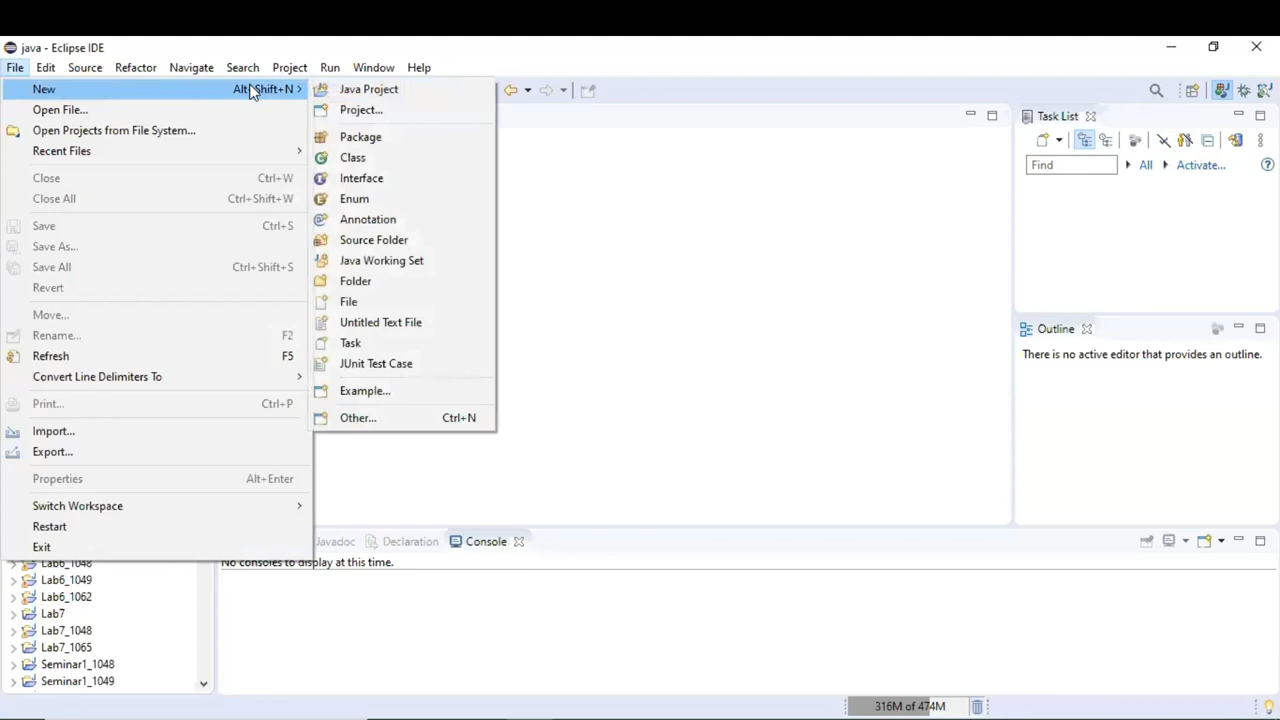 java - Eclipse IDE
File Edit Source Refactor Navigate Search Project Run Window Help
New Alt+Shift+N
Open File...
Open Projects from File System...
Recent Files
Close Ctrl+W
Close All Ctrl+Shift+W
Save Ctrl+S
Save As...
Save All Ctrl+Shift+S
Revert
Move...
Rename... F2
Refresh F5
Convert Line Delimiters To
Print... Ctrl+P
Import...
Export...
Properties Alt+Enter
Switch Workspace
Restart
Exit
Java Project
Project...
Package
Class
Interface
Enum
Annotation
Source Folder
Java Working Set
Folder
File
Untitled Text File
Task
JUnit Test Case
Example...
Other... Ctrl+N
Task List
Find All Activate...
Outline
There is no active editor that provides an outline.
Javadoc Declaration Console
No consoles to display at this time.
Lab6_1048
Lab6_1049
Lab6_1062
Lab7
Lab7_1048
Lab7_1065
Seminar1_1048
Seminar1_1049
316M of 474M